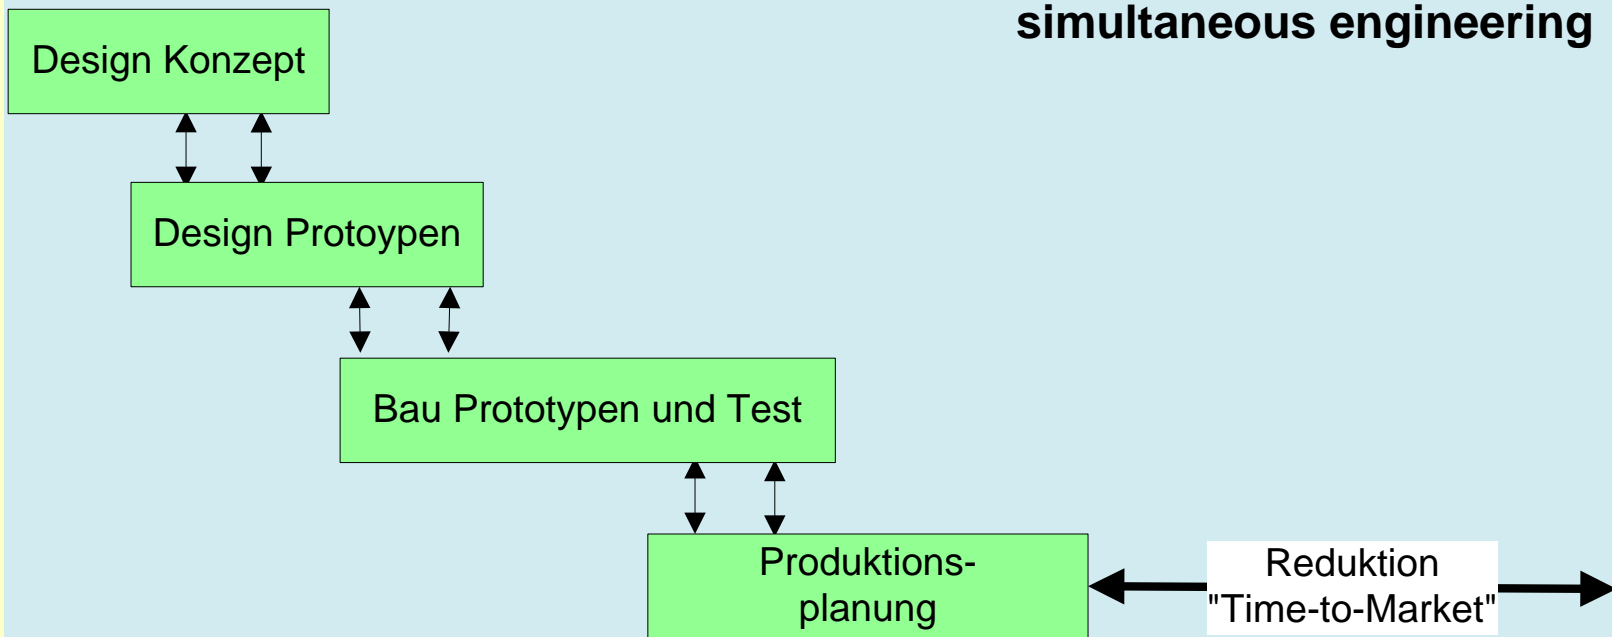 simultaneous engineering
Design Konzept
Design Protoypen
Bau Prototypen und Test
Produktions-
planung
Reduktion
"Time-to-Market"